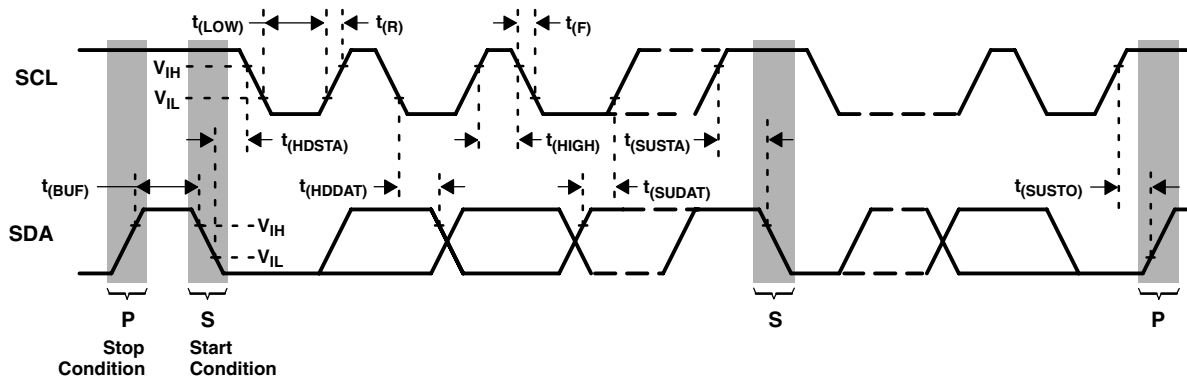 t(LOW)
t(R)
t(F)
SCL
VIH
VIL
t(HDSTA)
t(HIGH)
t(SUSTA)
t(BUF)
t(HDDAT)
t(SUDAT)
t(SUSTO)
SDA
VIH
VIL
P
S
S
P
Stop
Condition
Start
Condition